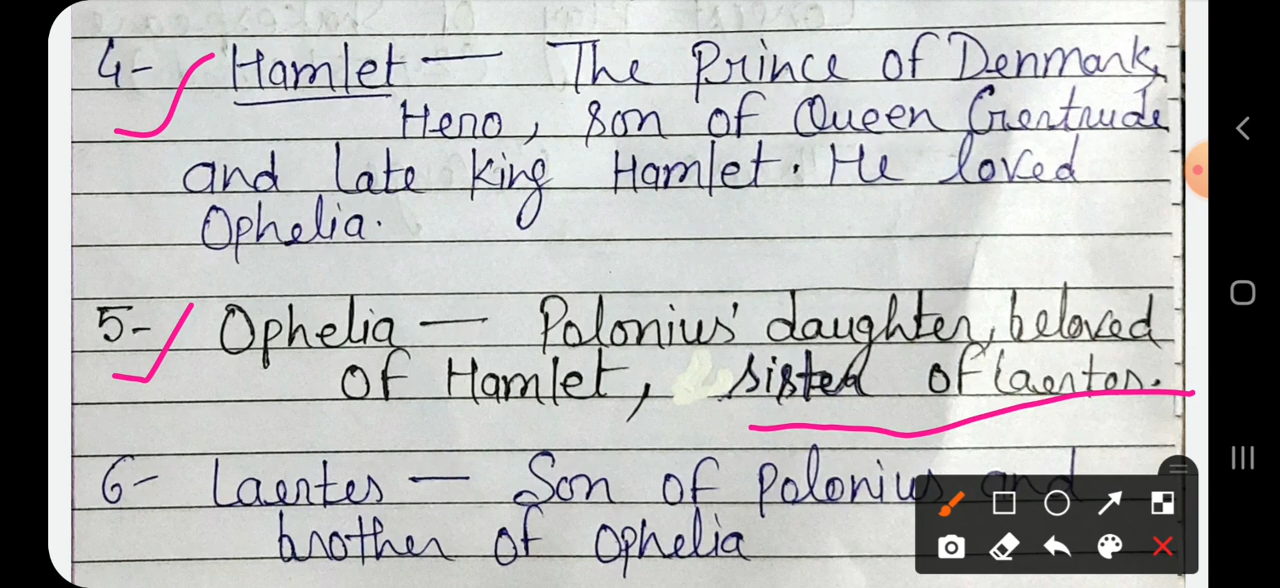 4- Hamlet — The Prince of Denmark,
Hero, son of Queen Gertrude
and late king Hamlet. He loved
Ophelia.
5- Ophelia — Polonius' daughter, beloved
of Hamlet, sister of Laertes.
6- Laertes — Son of Polonius and
brother of Ophelia